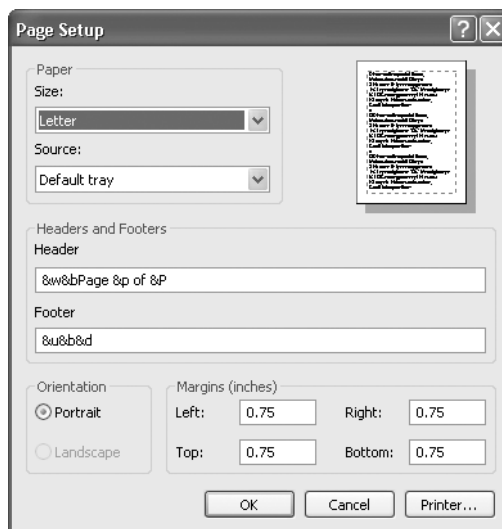 Page Setup
Paper
Size:
Letter
Source:
Default tray
Headers and Footers
Header
&w&bPage &p of &P
Footer
&u&b&d
Orientation
Portrait
Landscape
Margins (inches)
Left: 0.75 Right: 0.75
Top: 0.75 Bottom: 0.75
OK Cancel Printer...